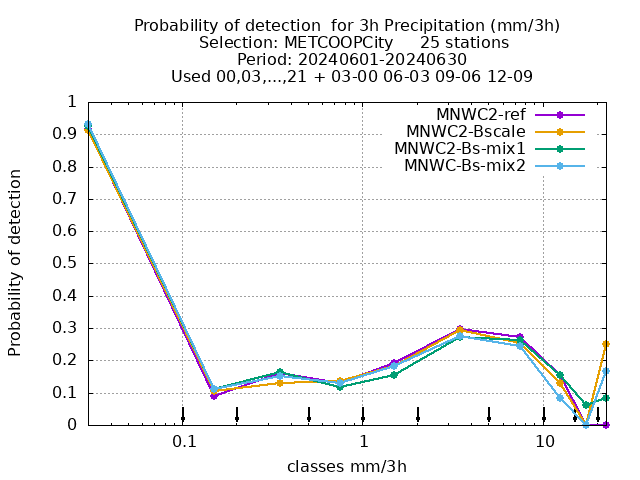 Probability of detection  for 3h Precipitation (mm/3h)
Selection: METCOOPCity     25 stations
Period: 20240601-20240630
Used 00,03,...,21 + 03-00 06-03 09-06 12-09
MNWC2-ref
MNWC2-Bscale
MNWC2-Bs-mix1
MNWC-Bs-mix2
Probability of detection
1
0.9
0.8
0.7
0.6
0.5
0.4
0.3
0.2
0.1
0
0.1 1 10
classes mm/3h